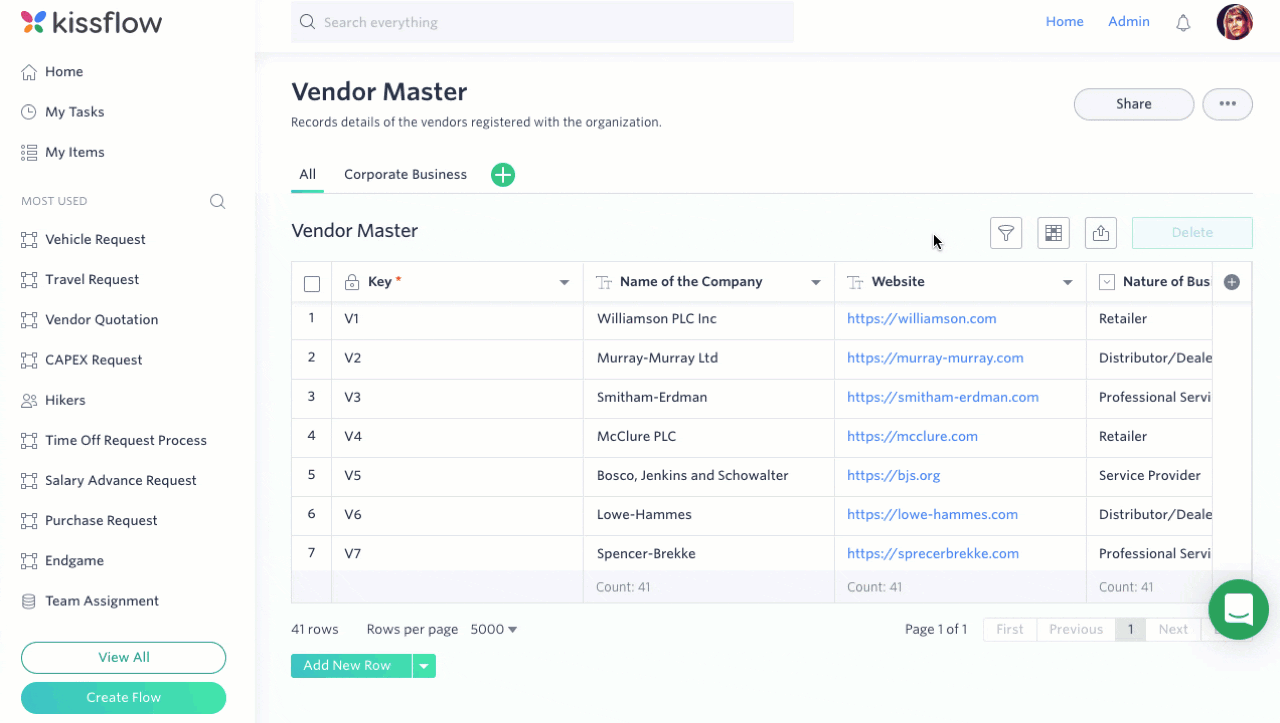 kissflow
Search everything
Home
Admin
Home
My Tasks
My Items
MOST USED
Vehicle Request
Travel Request
Vendor Quotation
CAPEX Request
Hikers
Time Off Request Process
Salary Advance Request
Purchase Request
Endgame
Team Assignment
View All
Create Flow
Vendor Master
Records details of the vendors registered with the organization.
Share
All
Corporate Business
Vendor Master
Delete
Key * Name of the Company Website Nature of Bus
1 V1 Williamson PLC Inc https://williamson.com Retailer
2 V2 Murray-Murray Ltd https://murray-murray.com Distributor/Deale
3 V3 Smitham-Erdman https://smitham-erdman.com Professional Servi
4 V4 McClure PLC https://mcclure.com Retailer
5 V5 Bosco, Jenkins and Schowalter https://bjs.org Service Provider
6 V6 Lowe-Hammes https://lowe-hammes.com Distributor/Deale
7 V7 Spencer-Brekke https://sprecerbrekke.com Professional Servi
Count: 41 Count: 41 Count: 41
41 rows Rows per page 5000 Page 1 of 1 First Previous 1 Next
Add New Row